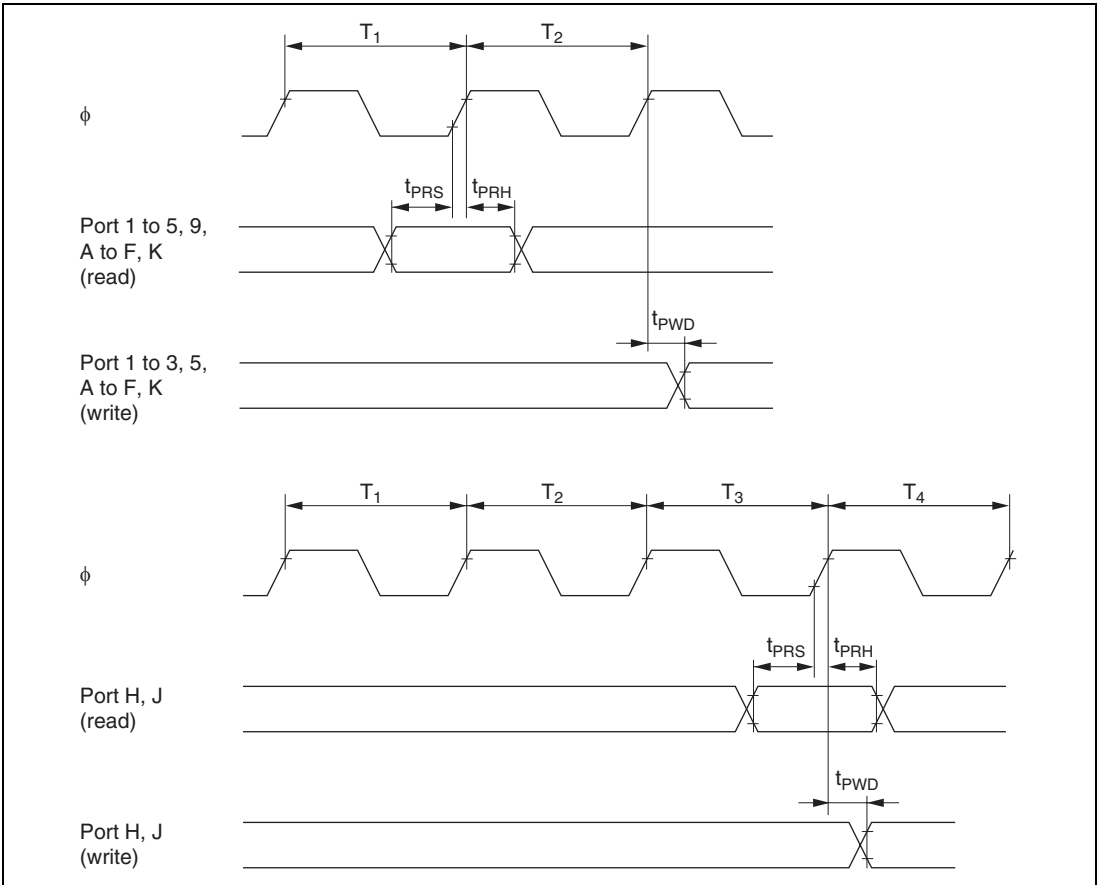 T1 T2
ϕ
tPRS tPRH
Port 1 to 5, 9,
A to F, K
(read)
tPWD
Port 1 to 3, 5,
A to F, K
(write)
T1 T2 T3 T4
ϕ
tPRS tPRH
Port H, J
(read)
tPWD
Port H, J
(write)